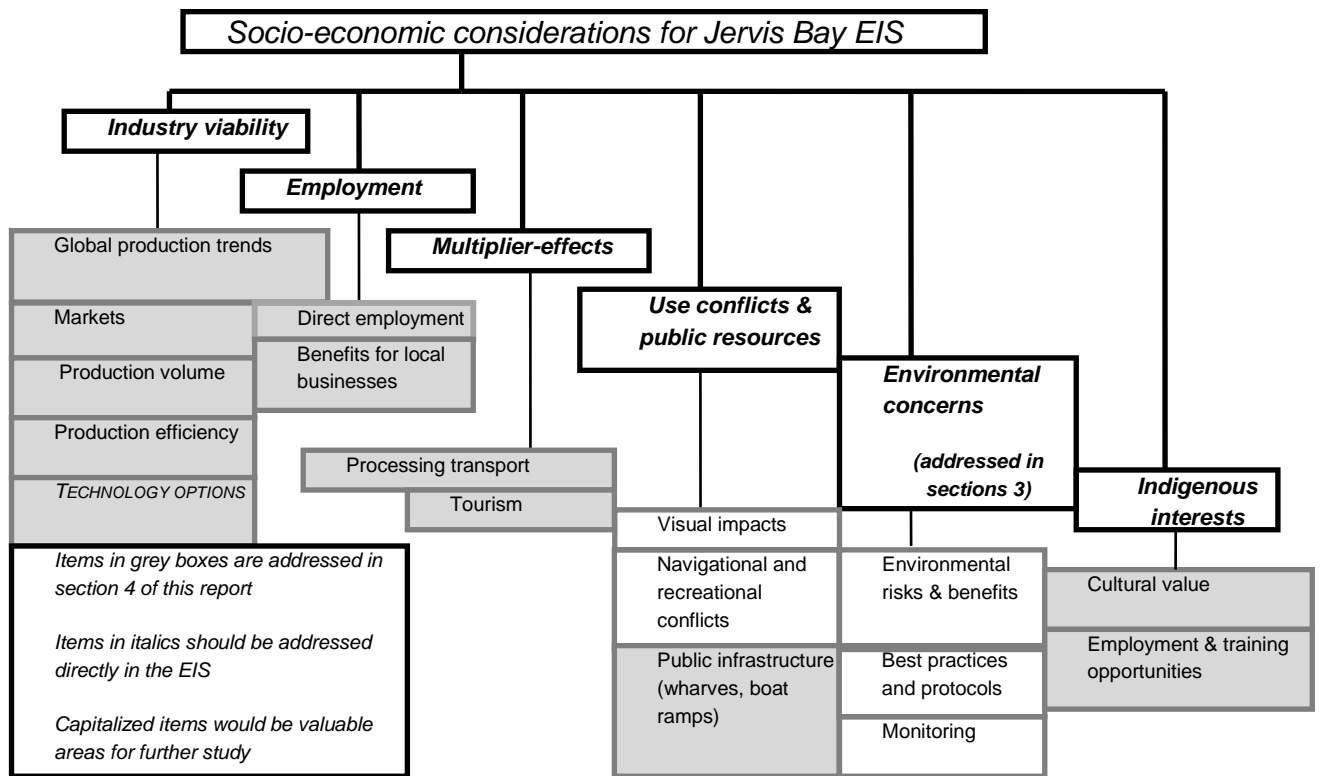 Socio-economic considerations for Jervis Bay EIS
Industry viability
Global production trends
Markets
Production volume
Production efficiency
TECHNOLOGY OPTIONS
Employment
Direct employment
Benefits for local
businesses
Multiplier-effects
Processing transport
Tourism
Use conflicts &
public resources
Visual impacts
Navigational and
recreational
conflicts
Public infrastructure
(wharves, boat
ramps)
Environmental
concerns
(addressed in
sections 3)
Environmental
risks & benefits
Best practices
and protocols
Monitoring
Indigenous
interests
Cultural value
Employment & training
opportunities
Items in grey boxes are addressed in
section 4 of this report
Items in italics should be addressed
directly in the EIS
Capitalized items would be valuable
areas for further study